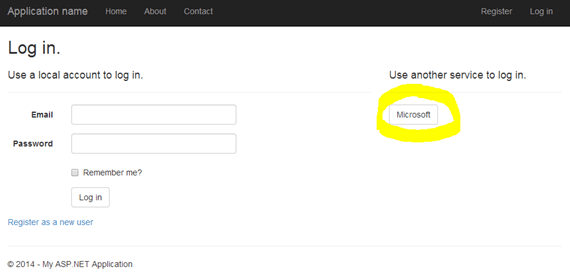 Application name Home About Contact Register Log in
Log in.
Use a local account to log in.
Use another service to log in.
Email
Microsoft
Password
Remember me?
Log in
Register as a new user
© 2014 - My ASP.NET Application